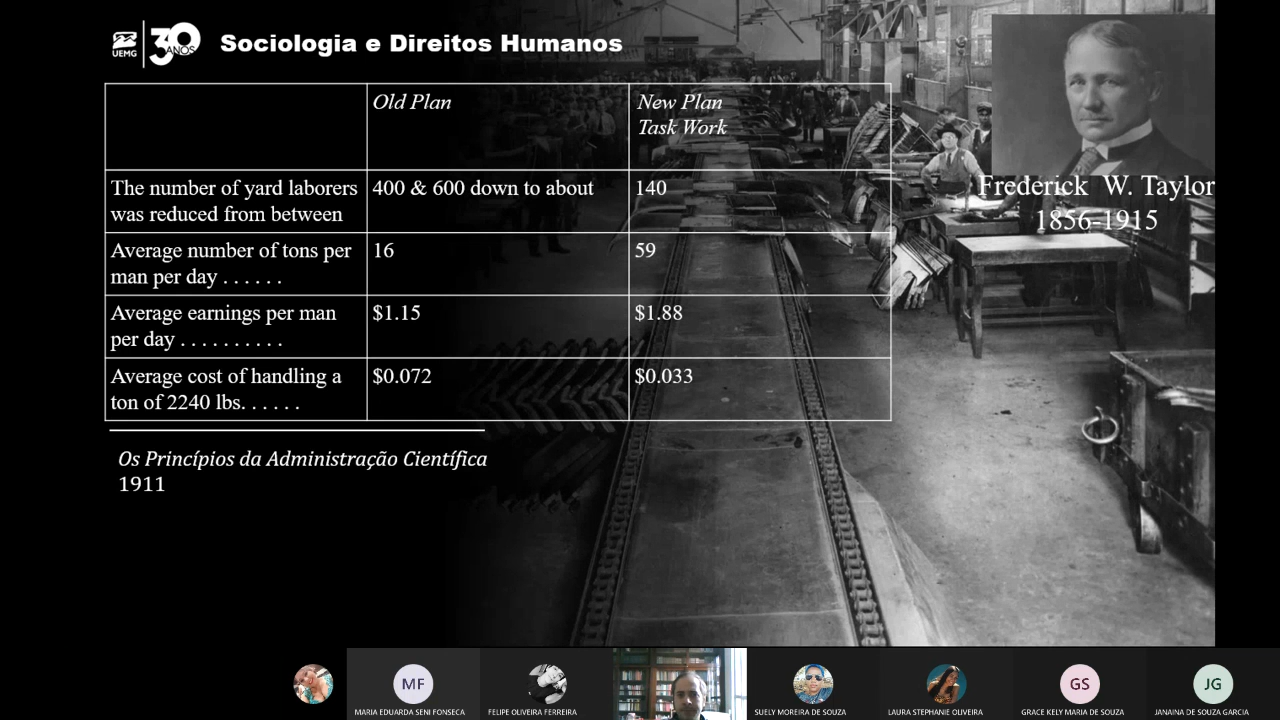 UEMG
30
ANOS
Sociologia e Direitos Humanos
Old Plan
New Plan
Task Work
The number of yard laborers
was reduced from between
400 & 600 down to about
140
Average number of tons per
man per day . . . . . .
16
59
Average earnings per man
per day . . . . . . . . . .
$1.15
$1.88
Average cost of handling a
ton of 2240 lbs. . . . . .
$0.072
$0.033
Frederick W. Taylor
1856-1915
Os Princípios da Administração Científica
1911
MF
MARIA EDUARDA SENI FONSECA
FELIPE OLIVEIRA FERREIRA
SUELY MOREIRA DE SOUZA
LAURA STEPHANIE OLIVEIRA
GS
GRACE KELY MARIA DE SOUZA
JG
JANAINA DE SOUZA GARCIA